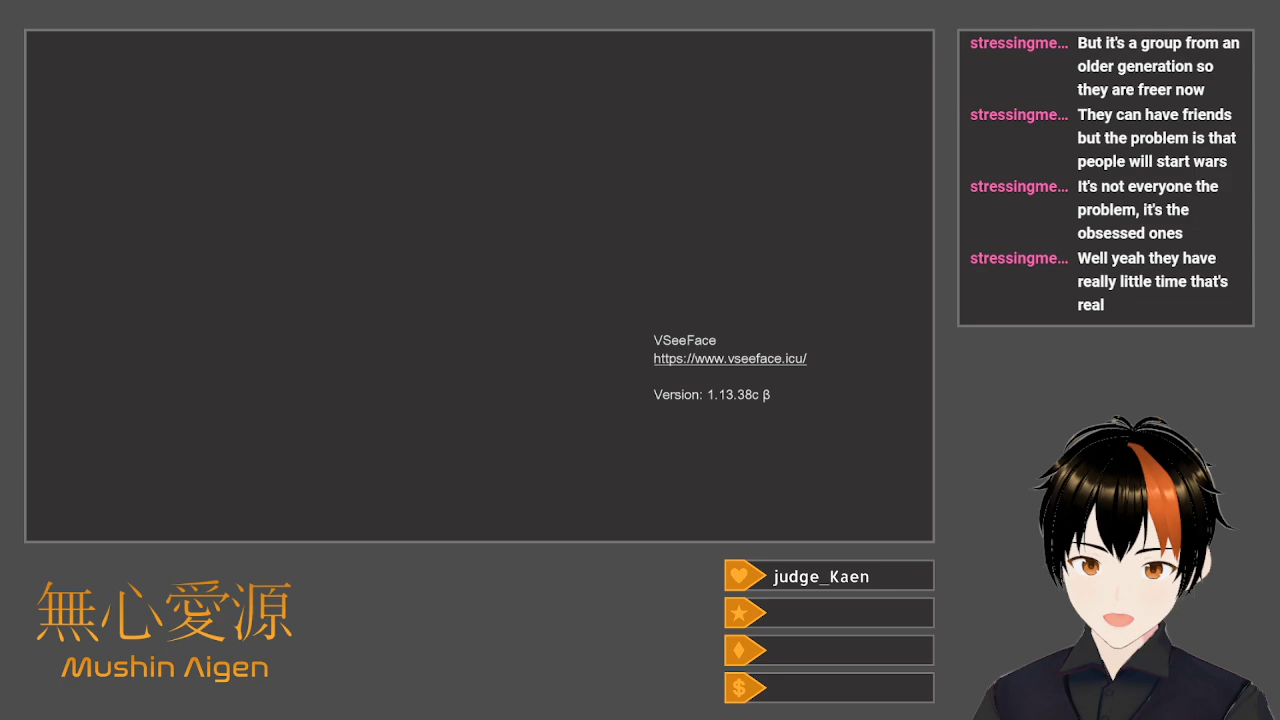 stressingme… But it's a group from an
older generation so
they are freer now
stressingme… They can have friends
but the problem is that
people will start wars
stressingme… It's not everyone the
problem, it's the
obsessed ones
stressingme… Well yeah they have
really little time that's
real
VSeeFace
https://www.vseeface.icu/
Version: 1.13.38c β
judge_Kaen
$
無心愛源
Mushin Aigen